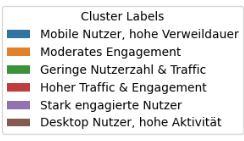 Cluster Labels
Mobile Nutzer, hohe Verweildauer
Moderates Engagement
Geringe Nutzerzahl & Traffic
Hoher Traffic & Engagement
Stark engagierte Nutzer
Desktop Nutzer, hohe Aktivität